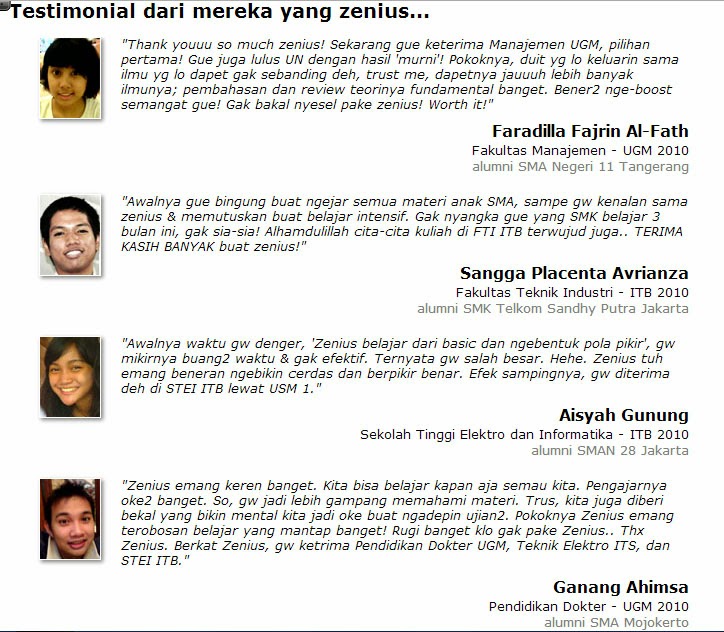 Testimonial dari mereka yang zenius...
"Thank youuu so much zenius! Sekarang gue keterima Manajemen UGM, pilihan
pertama! Gue juga lulus UN dengan hasil 'murni'! Pokoknya, duit yg lo keluarin sama
ilmu yg lo dapet gak sebanding deh, trust me, dapetnya jauuuh lebih banyak
ilmunya; pembahasan dan review teorinya fundamental banget. Bener2 nge-boost
semangat gue! Gak bakal nyesel pake zenius! Worth it!"
Faradilla Fajrin Al-Fath
Fakultas Manajemen - UGM 2010
alumni SMA Negeri 11 Tangerang
"Awalnya gue bingung buat ngejar semua materi anak SMA, sampe gw kenalan sama
zenius & memutuskan buat belajar intensif. Gak nyangka gue yang SMK belajar 3
bulan ini, gak sia-sia! Alhamdulillah cita-cita kuliah di FTI ITB terwujud juga.. TERIMA
KASIH BANYAK buat zenius!"
Sangga Placenta Avrianza
Fakultas Teknik Industri - ITB 2010
alumni SMK Telkom Sandhy Putra Jakarta
"Awalnya waktu gw denger, 'Zenius belajar dari basic dan ngebentuk pola pikir', gw
mikirnya buang2 waktu & gak efektif. Ternyata gw salah besar. Hehe. Zenius tuh
emang beneran ngebikin cerdas dan berpikir benar. Efek sampingnya, gw diterima
deh di STEI ITB lewat USM 1."
Aisyah Gunung
Sekolah Tinggi Elektro dan Informatika - ITB 2010
alumni SMAN 28 Jakarta
"Zenius emang keren banget. Kita bisa belajar kapan aja semau kita. Pengajarnya
oke2 banget. So, gw jadi lebih gampang memahami materi. Trus, kita juga diberi
bekal yang bikin mental kita jadi oke buat ngadepin ujian2. Pokoknya Zenius emang
terobosan belajar yang mantap banget! Rugi banget klo gak pake Zenius.. Thx
Zenius. Berkat Zenius, gw ketrima Pendidikan Dokter UGM, Teknik Elektro ITS, dan
STEI ITB."
Ganang Ahimsa
Pendidikan Dokter - UGM 2010
alumni SMA Mojokerto